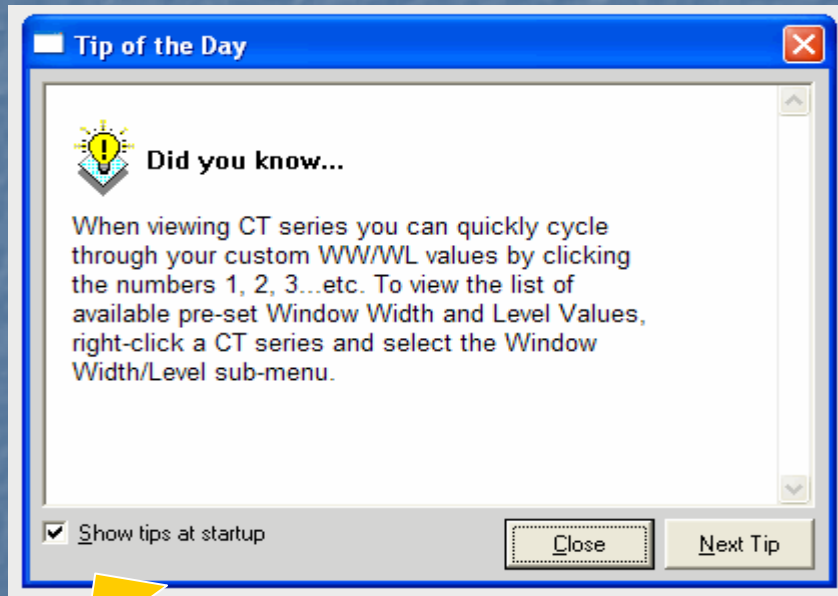 Tip of the Day
Did you know...
When viewing CT series you can quickly cycle
through your custom WW/WL values by clicking
the numbers 1, 2, 3...etc. To view the list of
available pre-set Window Width and Level Values,
right-click a CT series and select the Window
Width/Level sub-menu.
Show tips at startup
Close
Next Tip